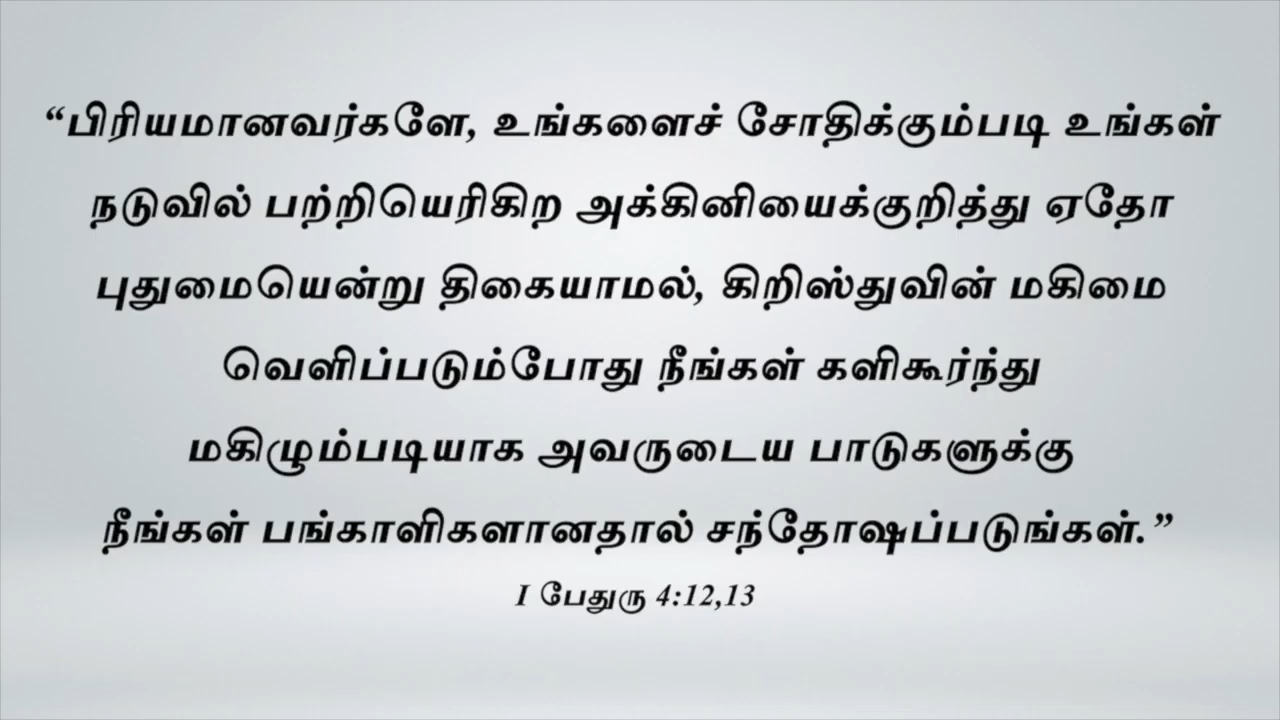 “பிரியமானவர்களே, உங்களைச் சோதிக்கும்படி உங்கள்
நடுவில் பற்றியெரிகிற அக்கினியைக்குறித்து ஏதோ
புதுமையென்று திகையாமல், கிறிஸ்துவின் மகிமை
வெளிப்படும்போது நீங்கள் களிகூர்ந்து
மகிழும்படியாக அவருடைய பாடுகளுக்கு
நீங்கள் பங்காளிகளானதால் சந்தோஷப்படுங்கள்.”
I பேதுரு 4:12,13